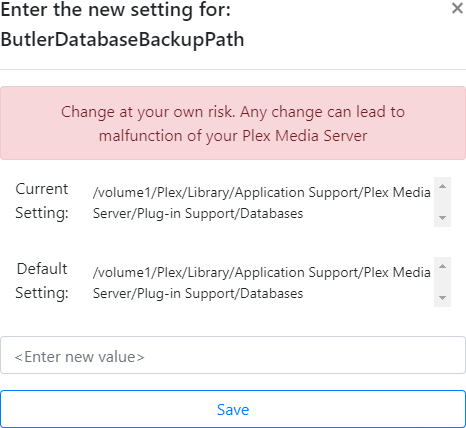 Enter the new setting for:
ButlerDatabaseBackupPath
×
Change at your own risk. Any change can lead to
malfunction of your Plex Media Server
Current
Setting:
/volume1/Plex/Library/Application Support/Plex Media
Server/Plug-in Support/Databases
Default
Setting:
/volume1/Plex/Library/Application Support/Plex Media
Server/Plug-in Support/Databases
<Enter new value>
Save